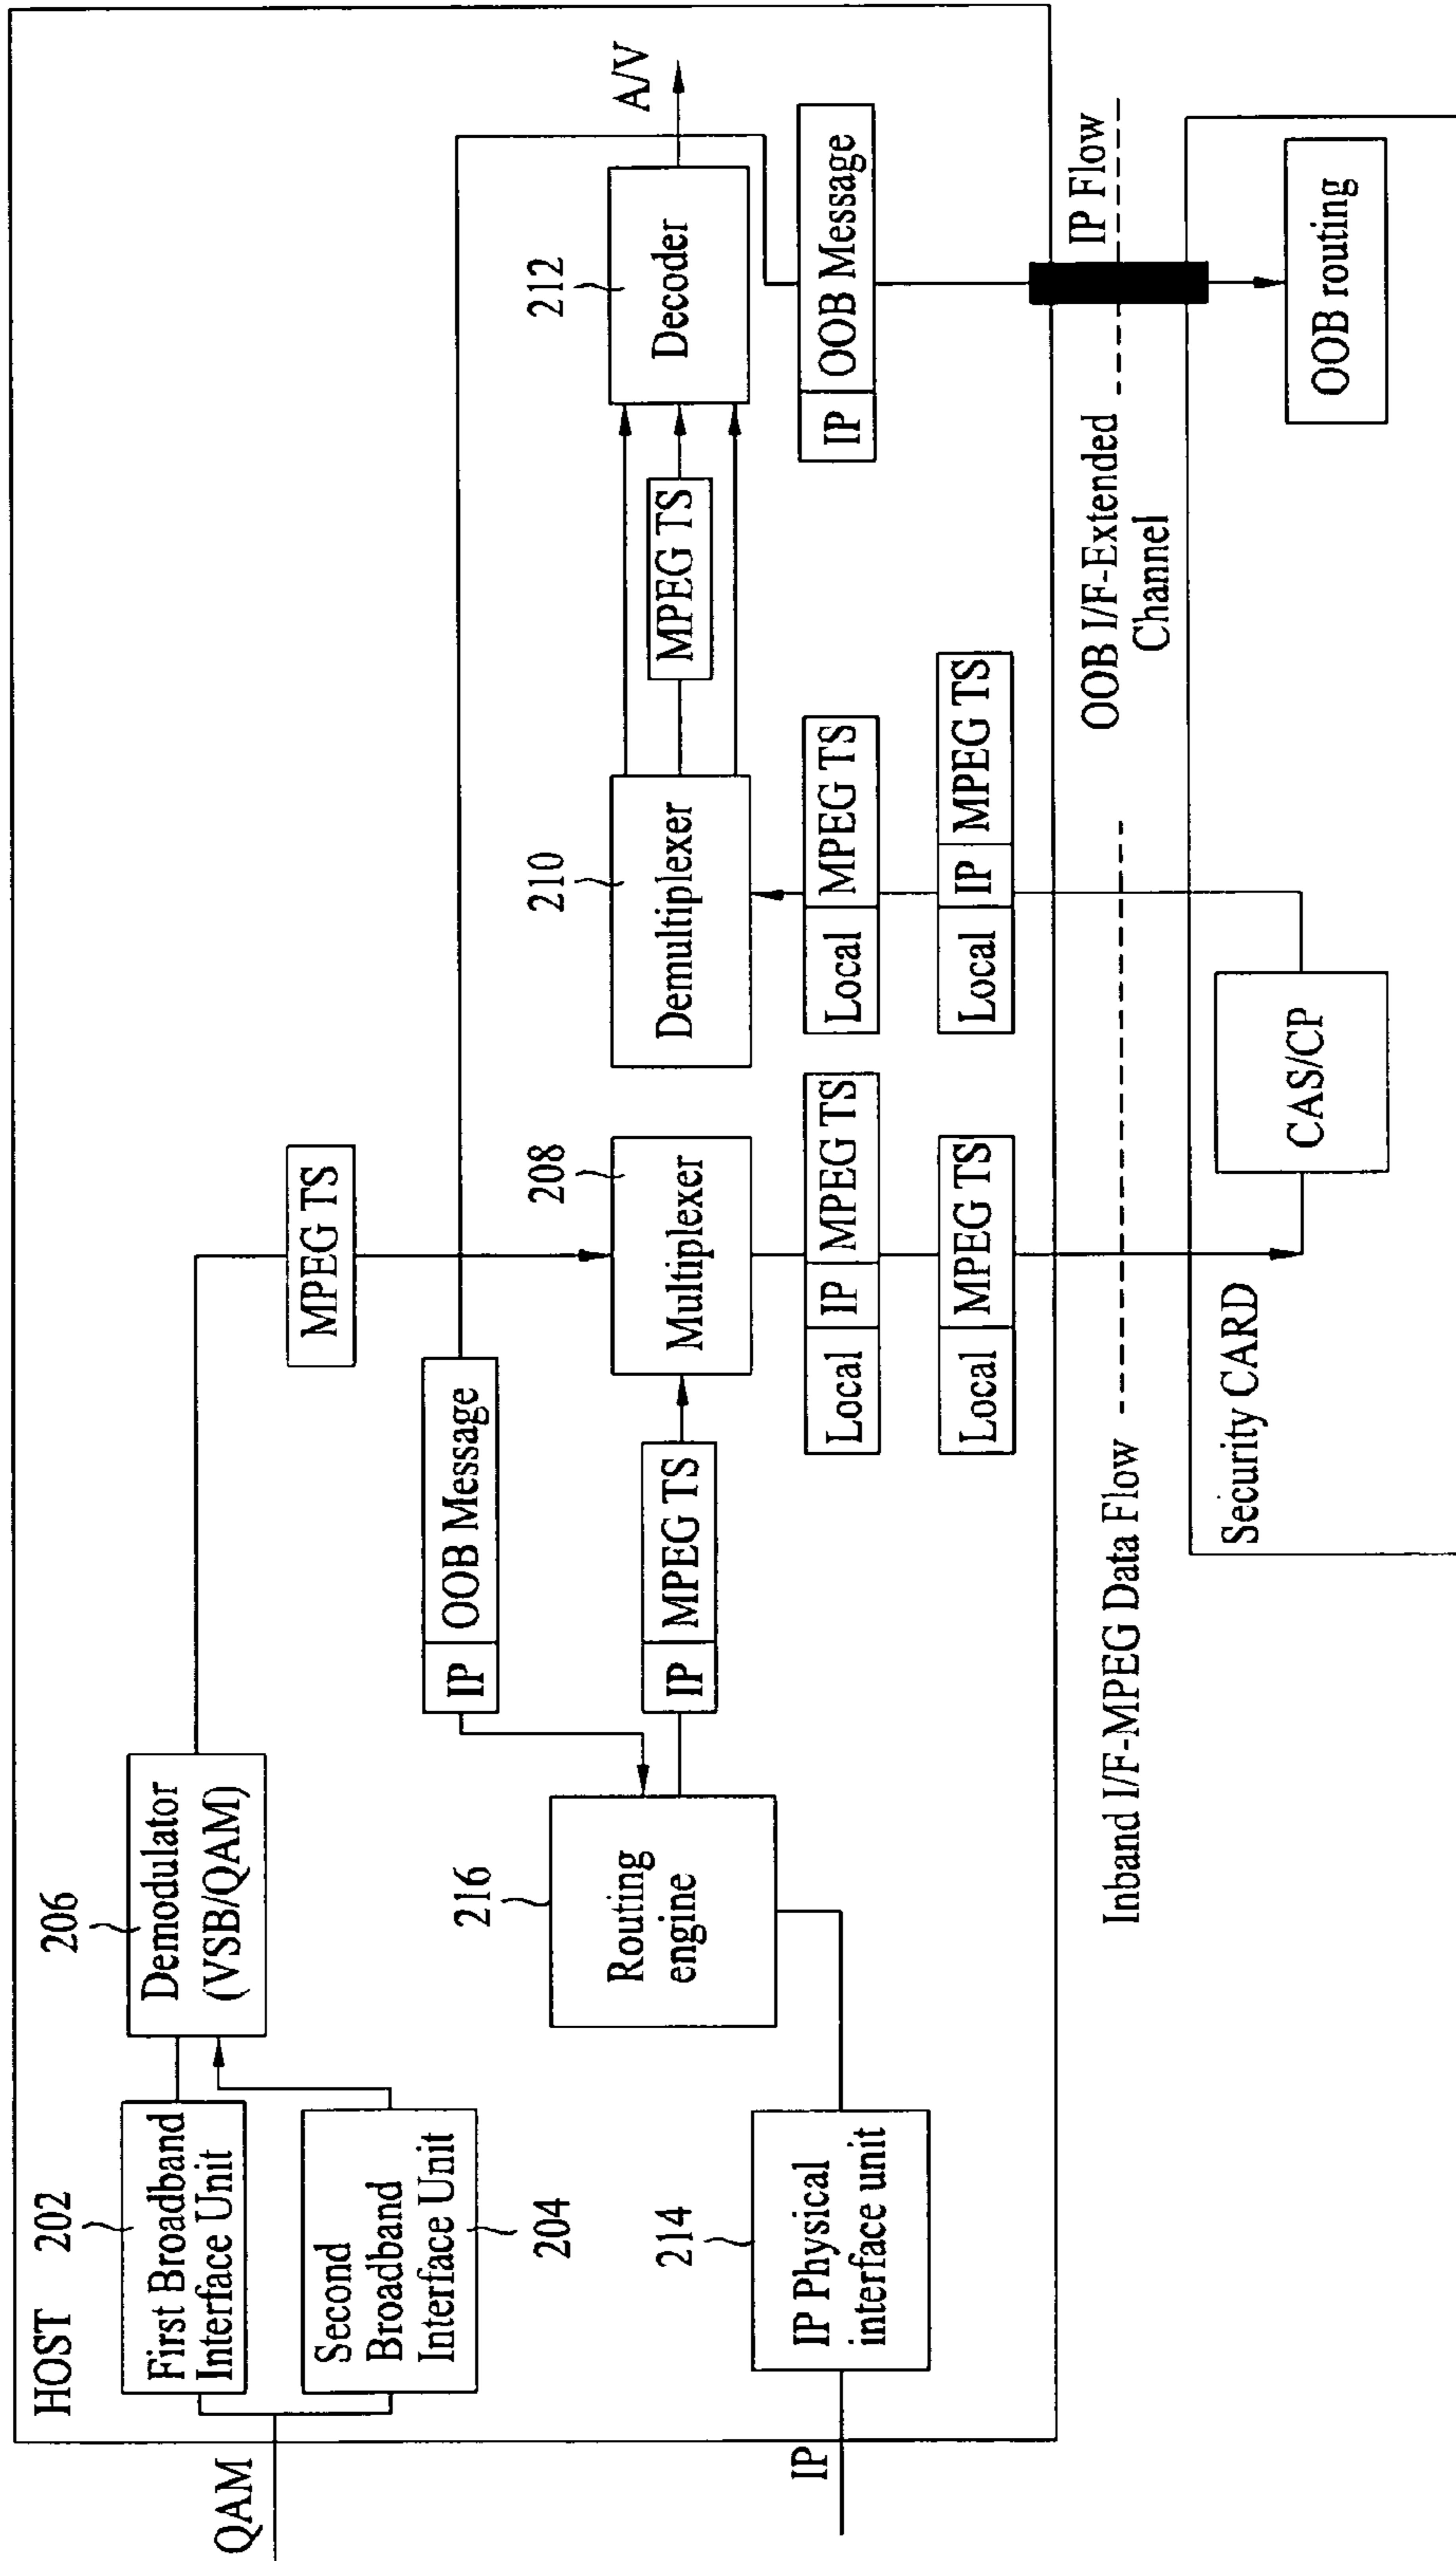 HOST
QAM
202
First Broadband
Interface Unit
Second
Broadband
Interface Unit
204
206
Demodulator
(VSB/QAM)
MPEG TS
IP
214
IP Physical
interface unit
216
Routing
engine
IP OOB Message
IP MPEG TS
208
Multiplexer
Local IP MPEG TS
Local MPEG TS
210
Demultiplexer
Local MPEG TS
Local IP MPEG TS
MPEG TS
212
Decoder
A/V
IP OOB Message
Inband I/F-MPEG Data Flow
OOB I/F-Extended
Channel
IP Flow
Security CARD
CAS/CP
OOB routing